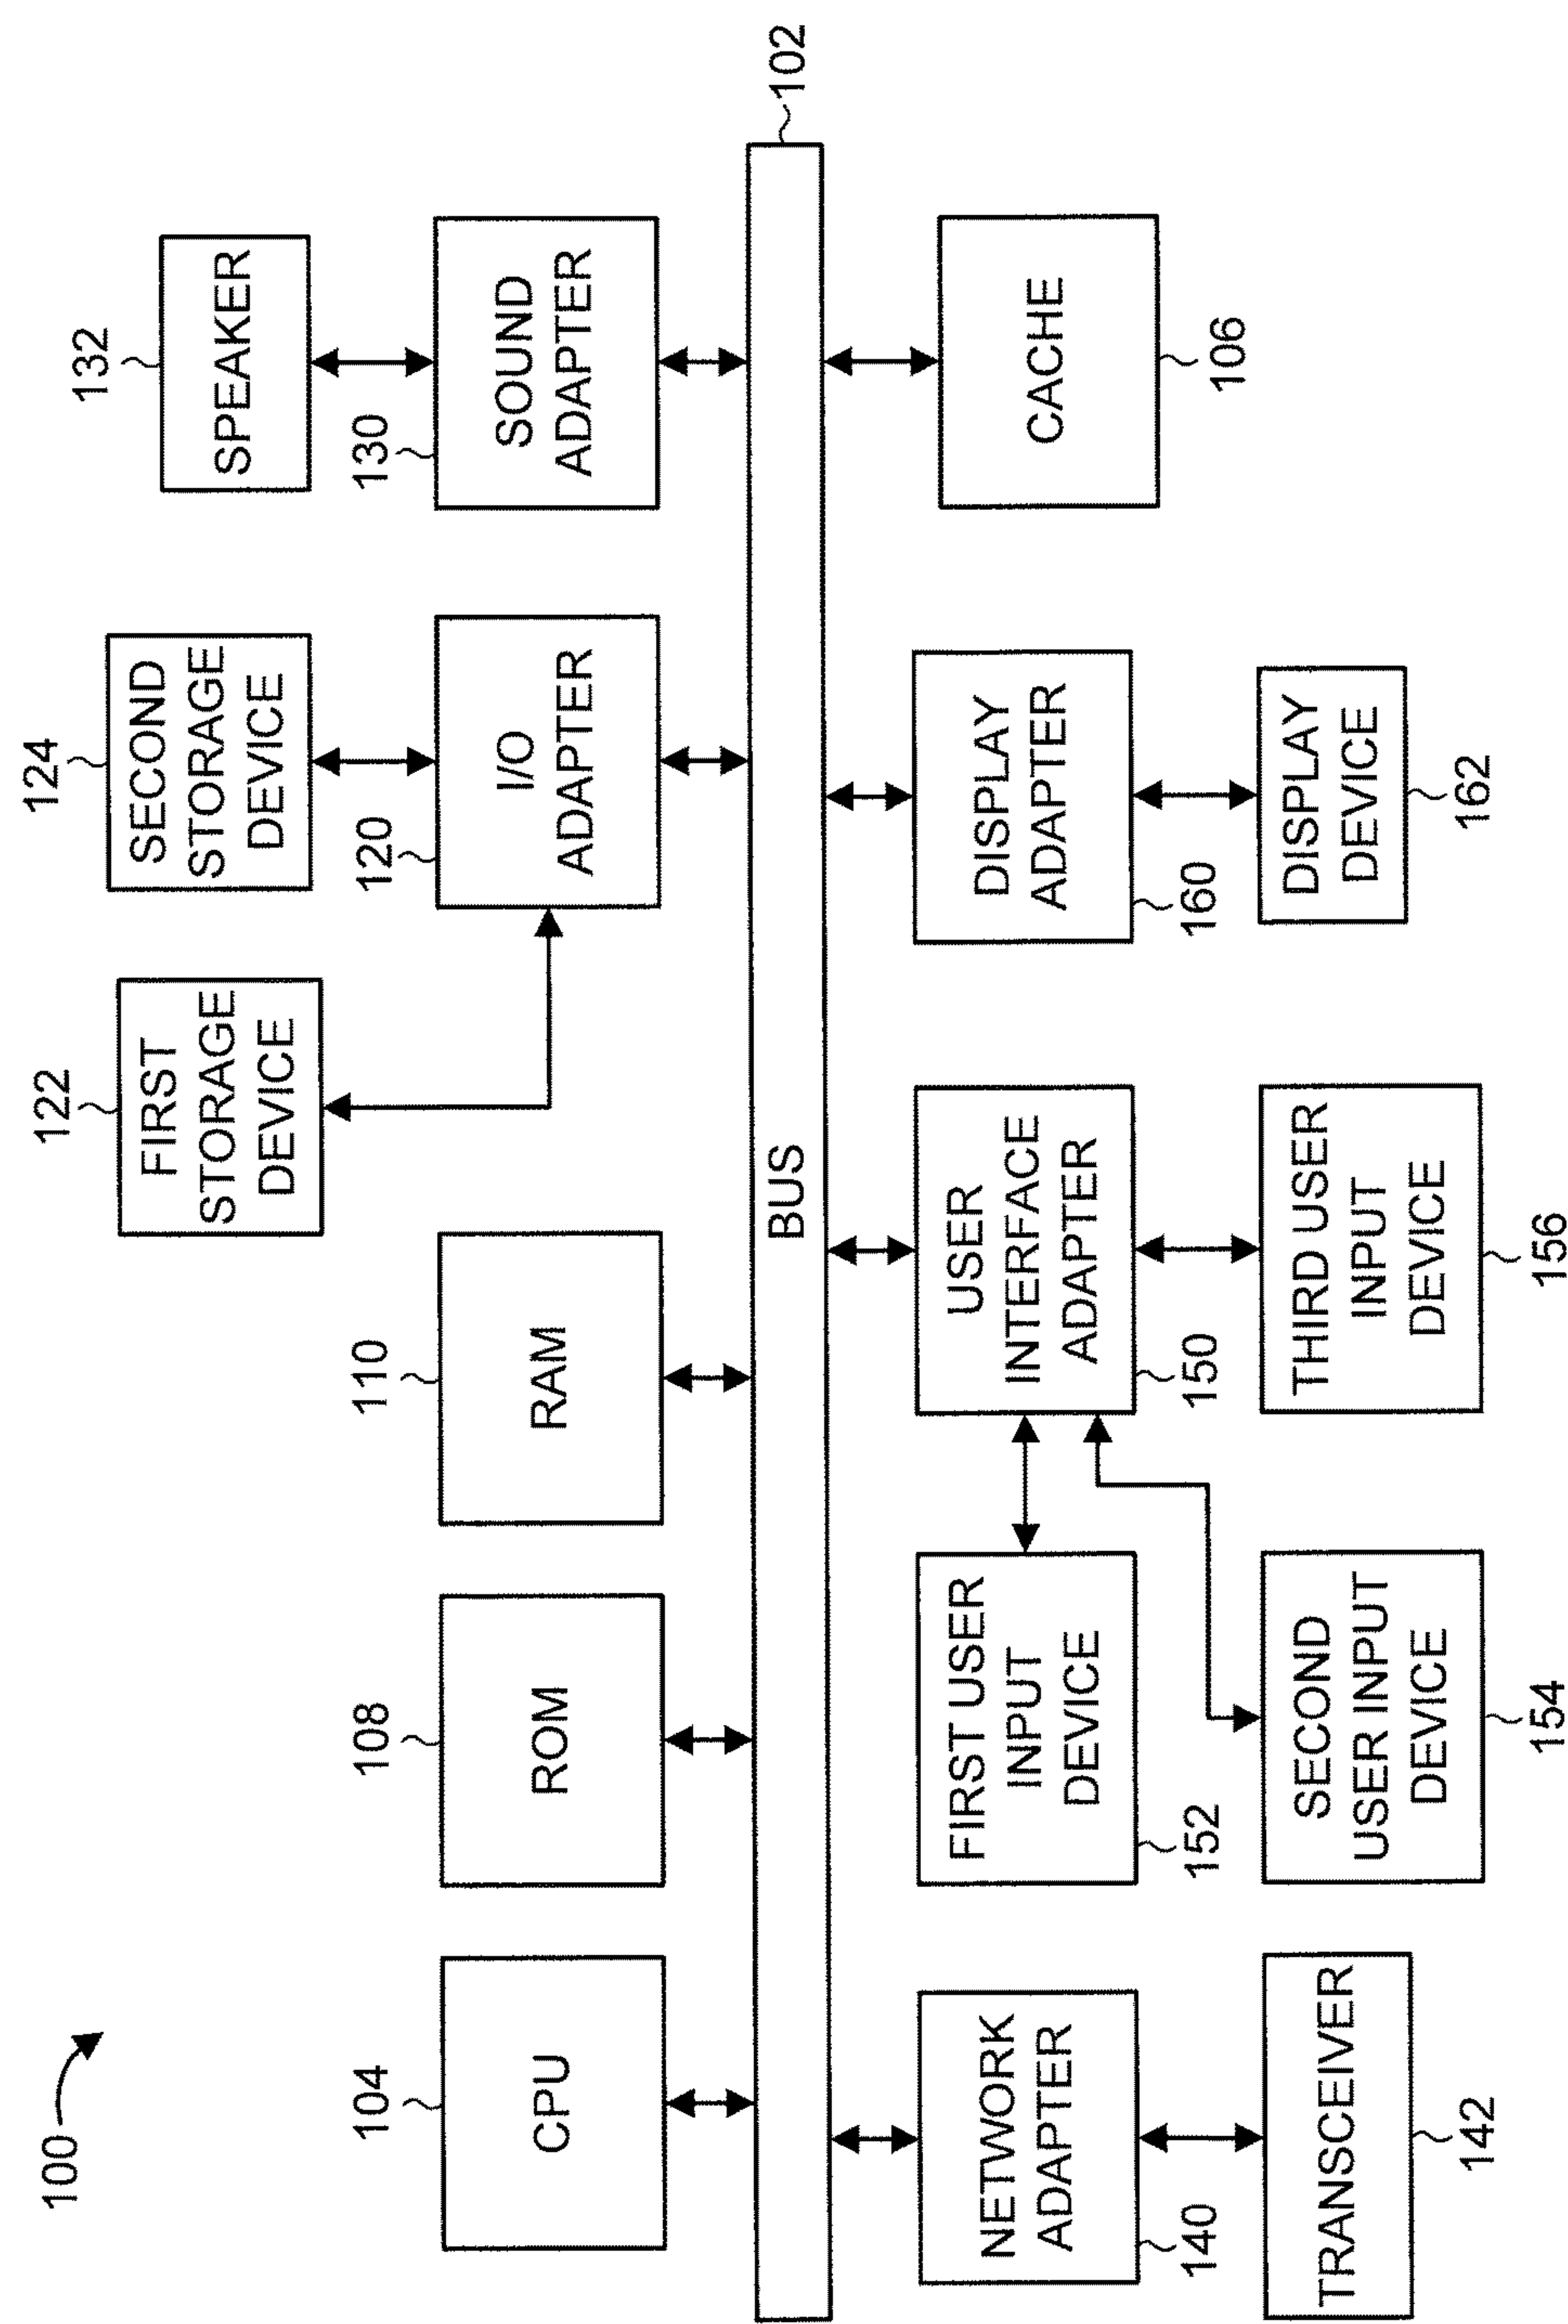 100
104
CPU
108
ROM
110
RAM
122
FIRST
STORAGE
DEVICE
124
SECOND
STORAGE
DEVICE
120
I/O
ADAPTER
132
SPEAKER
130
SOUND
ADAPTER
BUS
102
NETWORK
ADAPTER
140
TRANSCEIVER
142
FIRST USER
INPUT
DEVICE
152
SECOND
USER INPUT
DEVICE
154
USER
INTERFACE
ADAPTER
150
THIRD USER
INPUT
DEVICE
156
DISPLAY
ADAPTER
160
DISPLAY
DEVICE
162
CACHE
106